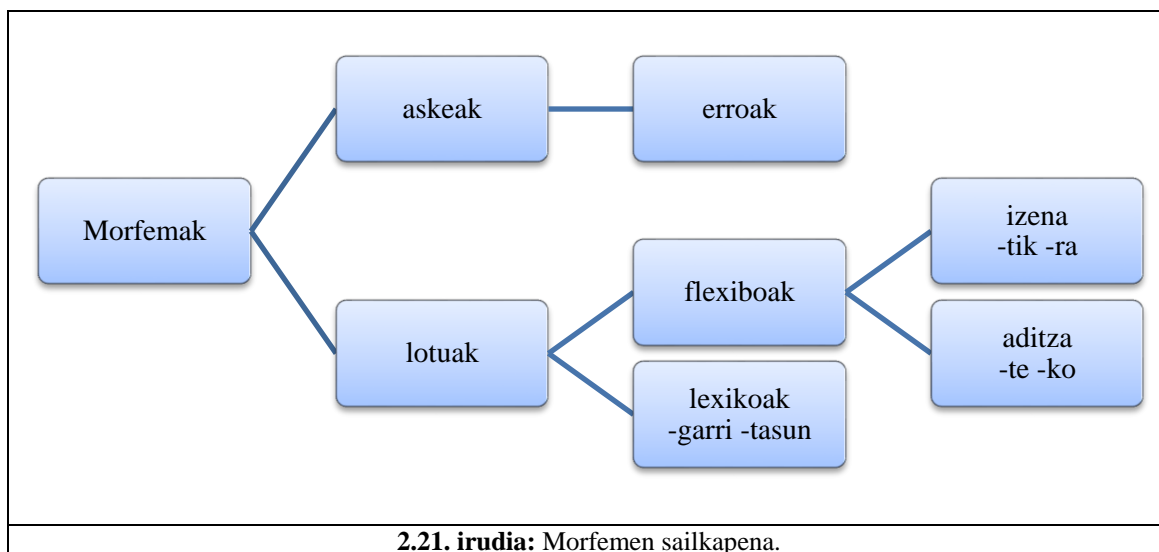 Morfemak
askeak
erroak
lotuak
flexiboak
izena
-tik -ra
aditza
-te -ko
lexikoak
-garri -tasun
2.21. irudia: Morfemen sailkapena.